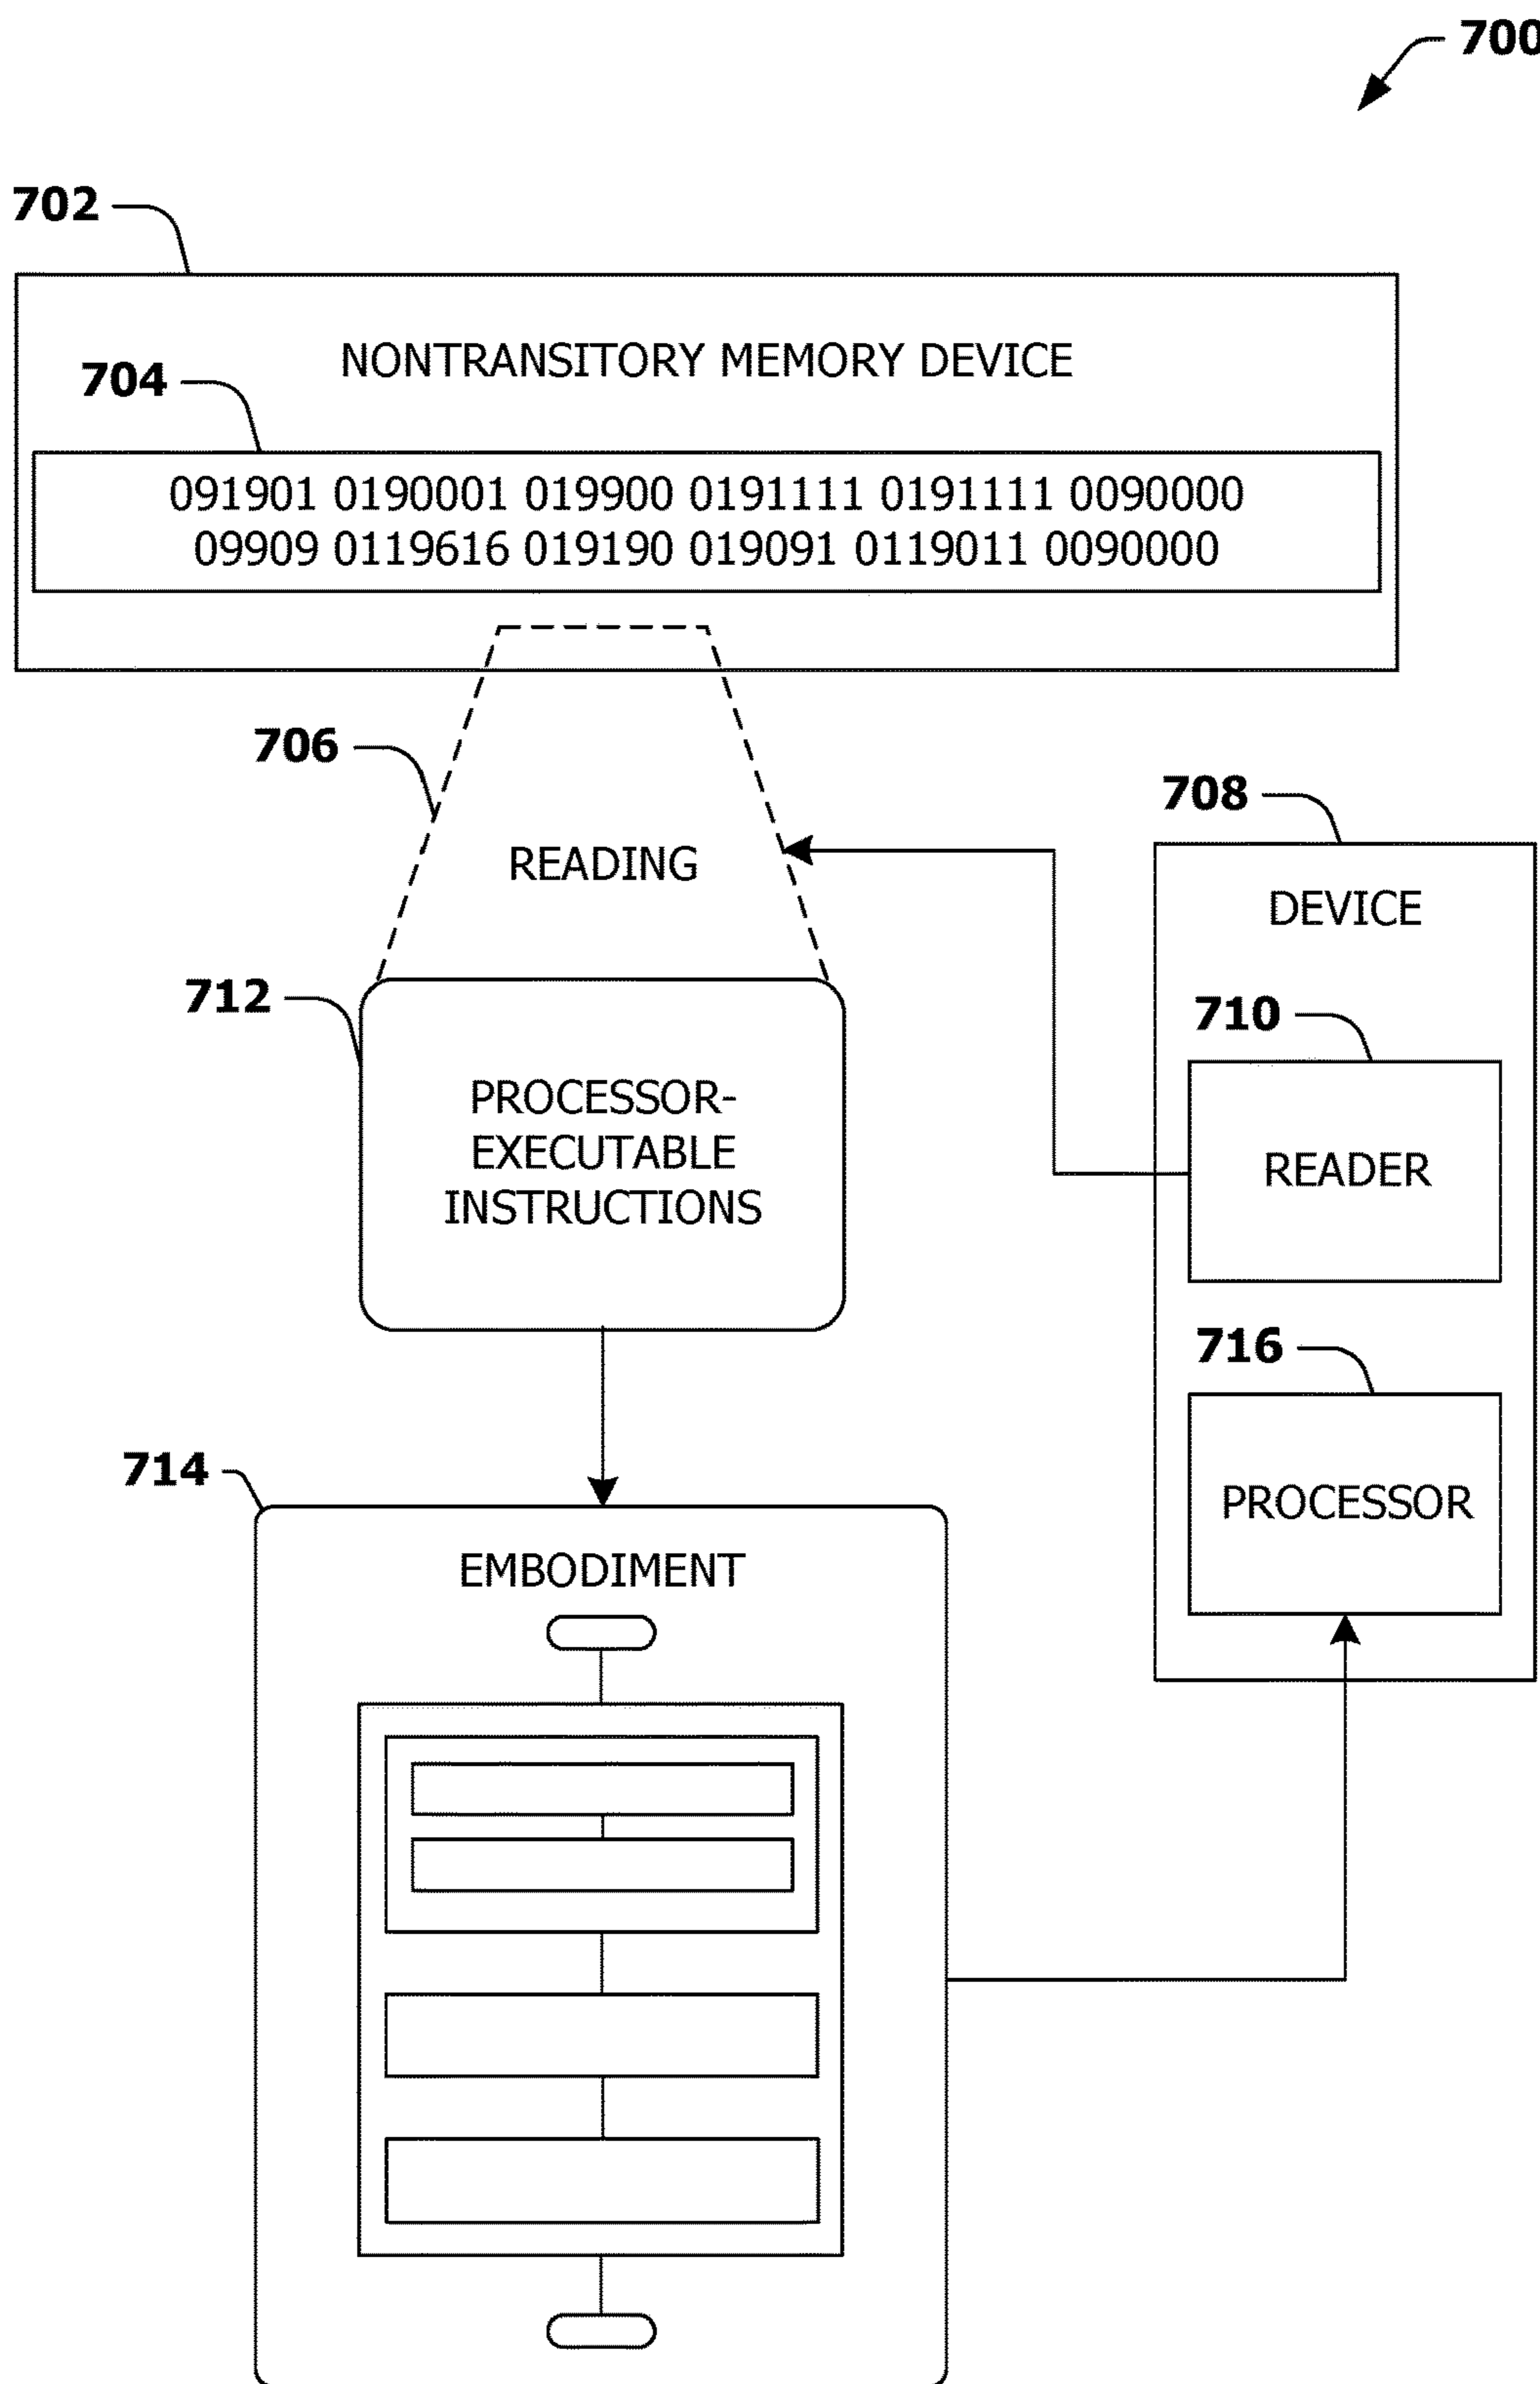 700
702
NONTRANSITORY MEMORY DEVICE
704
091901 0190001 019900 0191111 0191111 0090000
09909 0119616 019190 019091 0119011 0090000
706
READING
708
DEVICE
710
READER
712
PROCESSOR-
EXECUTABLE
INSTRUCTIONS
716
PROCESSOR
714
EMBODIMENT